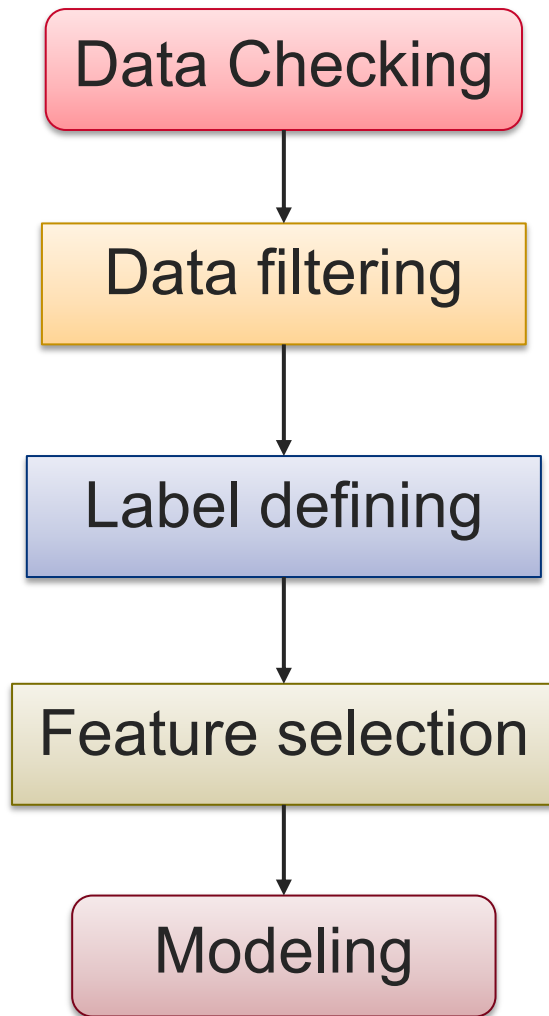 Data Checking
Data filtering
Label defining
Feature selection
Modeling